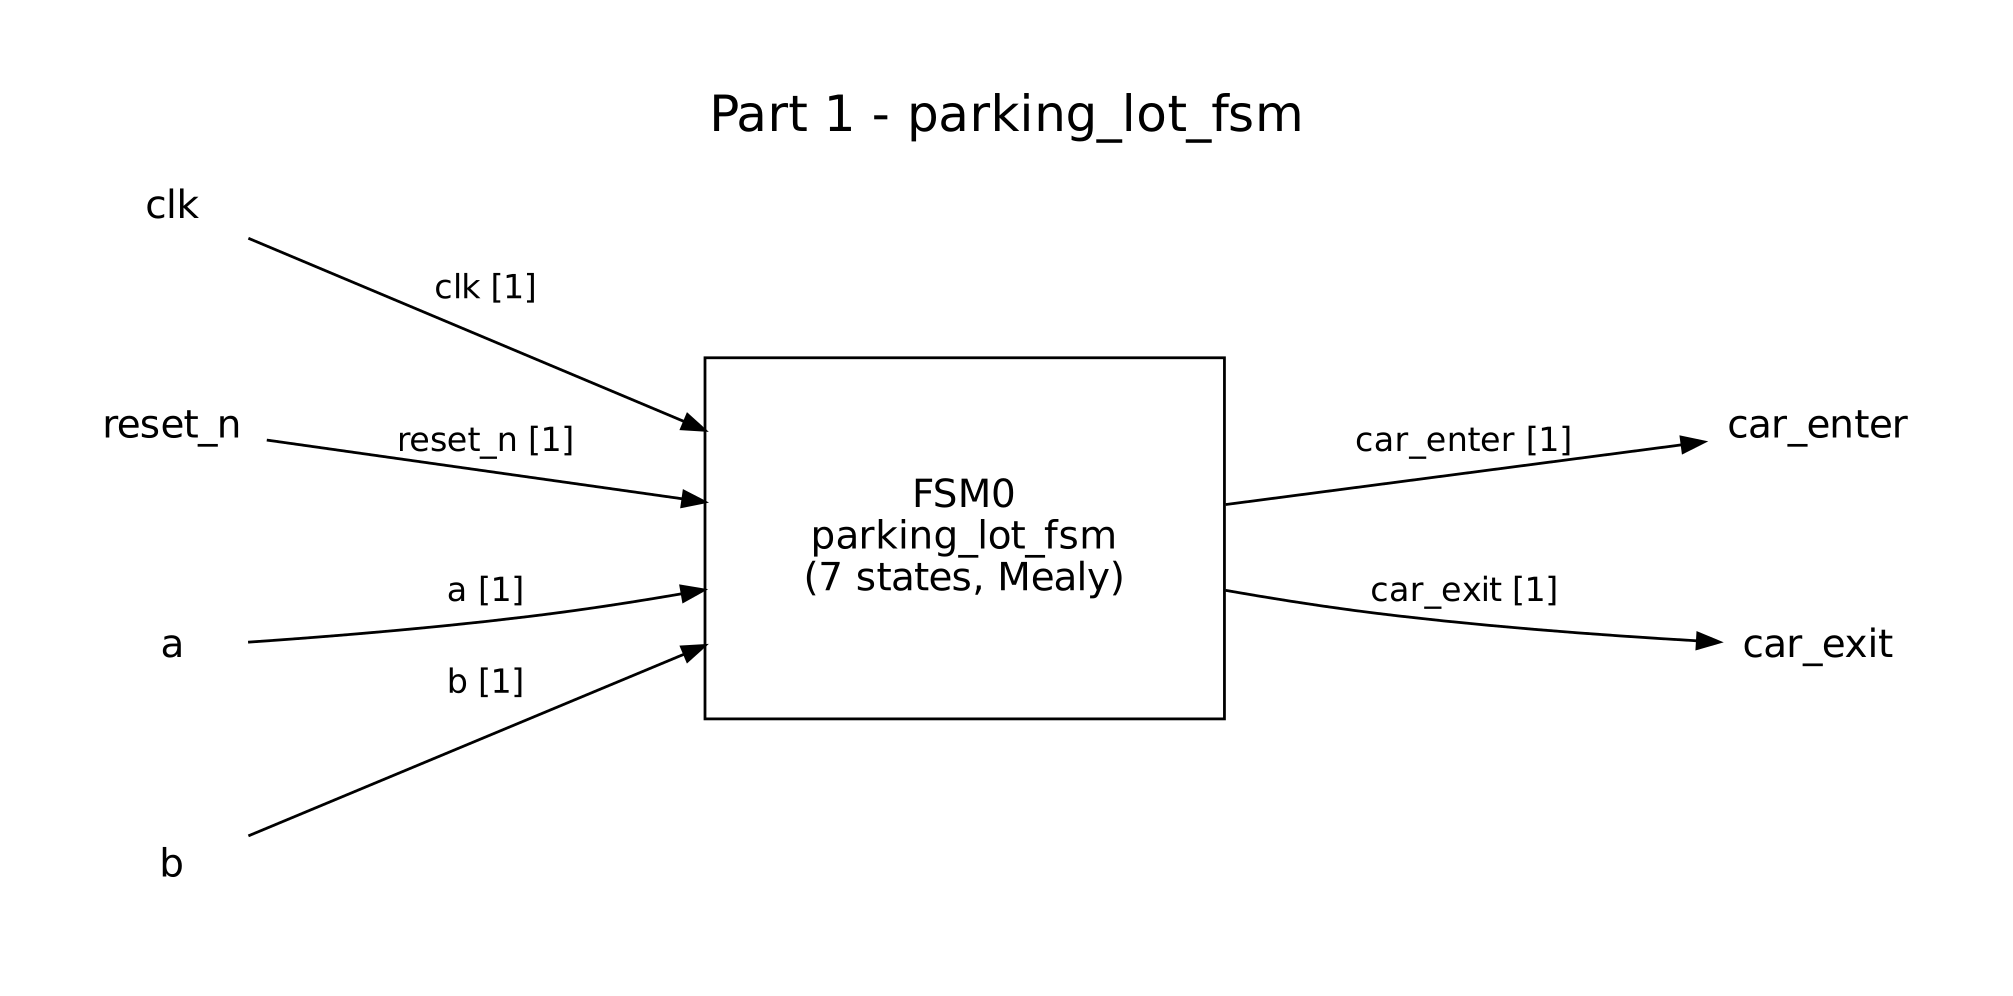 Part 1 - parking_lot_fsm
clk
clk [1]
reset_n
reset_n [1]
a
a [1]
b
b [1]
FSM0
parking_lot_fsm
(7 states, Mealy)
car_enter [1]
car_enter
car_exit [1]
car_exit